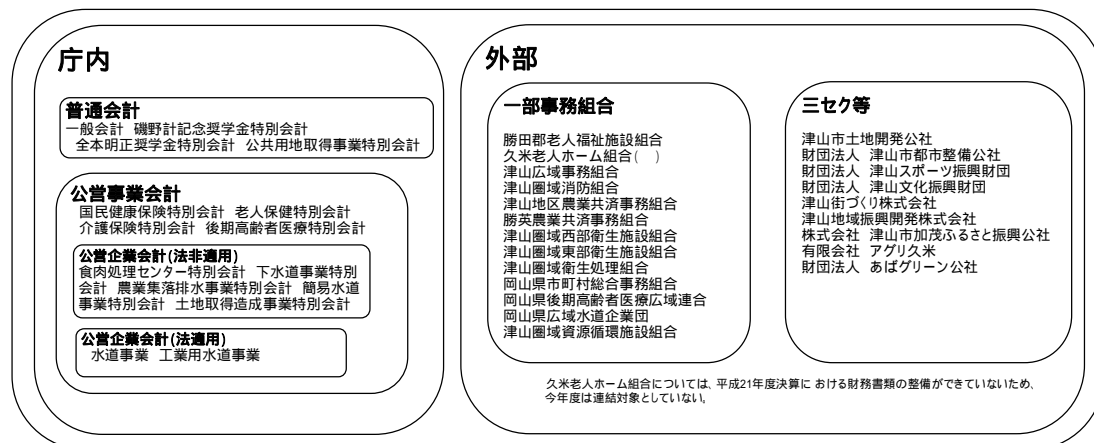 庁内
普通会計
一般会計 磯野計記念奨学金特別会計
全本明正奨学金特別会計 公共用地取得事業特別会計
公営事業会計
国民健康保険特別会計 老人保健特別会計
介護保険特別会計 後期高齢者医療特別会計
公営企業会計(法非適用)
食肉処理センター特別会計 下水道事業特別
会計 農業集落排水事業特別会計 簡易水道
事業特別会計 土地取得造成事業特別会計
公営企業会計(法適用)
水道事業 工業用水道事業
外部
一部事務組合
勝田郡老人福祉施設組合
久米老人ホーム組合( )
津山広域事務組合
津山圏域消防組合
津山地区農業共済事務組合
勝英農業共済事務組合
津山圏域西部衛生施設組合
津山圏域東部衛生施設組合
津山圏域衛生処理組合
岡山県市町村総合事務組合
岡山県後期高齢者医療広域連合
岡山県広域水道企業団
津山圏域資源循環施設組合
三セク等
津山市土地開発公社
財団法人 津山市都市整備公社
財団法人 津山スポーツ振興財団
財団法人 津山文化振興財団
津山街づくり株式会社
津山地域振興開発株式会社
株式会社 津山市加茂ふるさと振興公社
有限会社 アグリ久米
財団法人 あばグリーン公社
久米老人ホーム組合については、平成21年度決算に おける財務書類の整備ができていないため、
今年度は連結対象としていない。